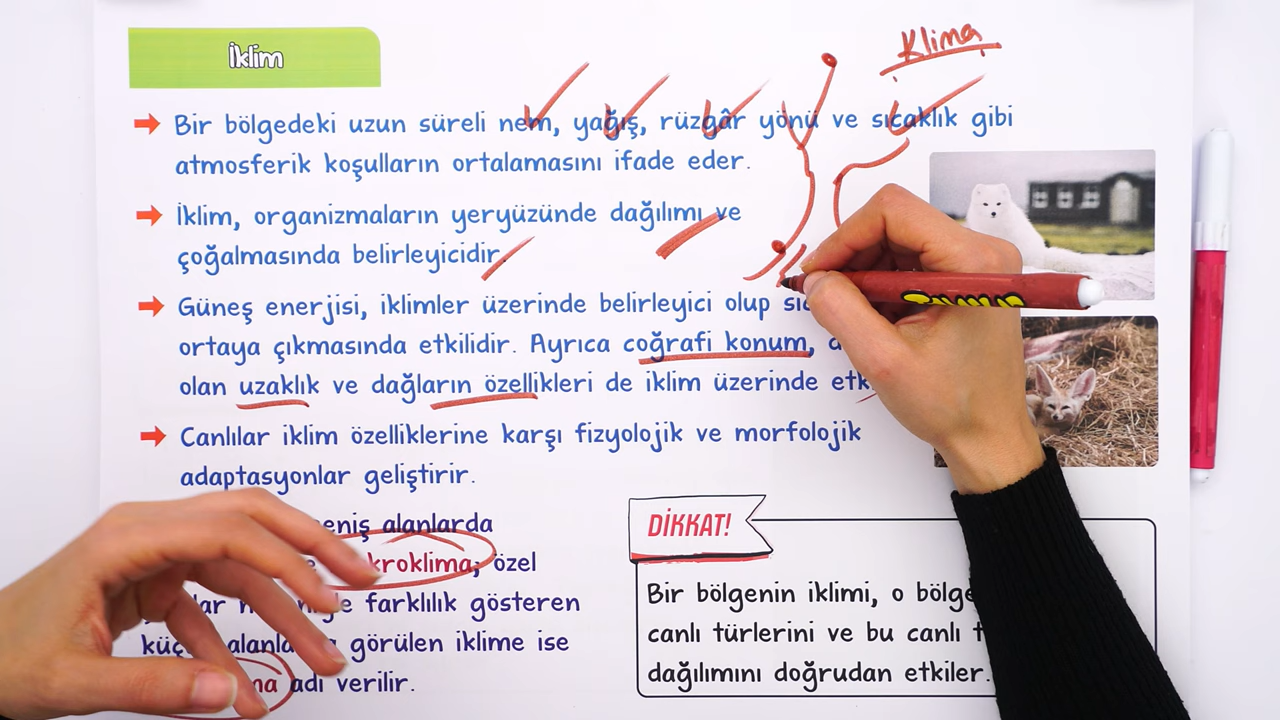 İklim
Klima
Bir bölgedeki uzun süreli nem, yağış, rüzgâr yönü ve sıcaklık gibi
atmosferik koşulların ortalamasını ifade eder.
İklim, organizmaların yeryüzünde dağılımı ve
çoğalmasında belirleyicidir.
Güneş enerjisi, iklimler üzerinde belirleyici olup
ortaya çıkmasında etkilidir. Ayrıca coğrafi konum,
olan uzaklık ve dağların özellikleri de iklim üzerinde
Canlılar iklim özelliklerine karşı fizyolojik ve morfolojik
adaptasyonlar geliştirir.
alanlarda
özel
farklılık gösteren
görülen iklime ise
adı verilir.
DİKKAT!
Bir bölgenin iklimi, o
canlı türlerini ve bu canlı
dağılımını doğrudan etkiler.